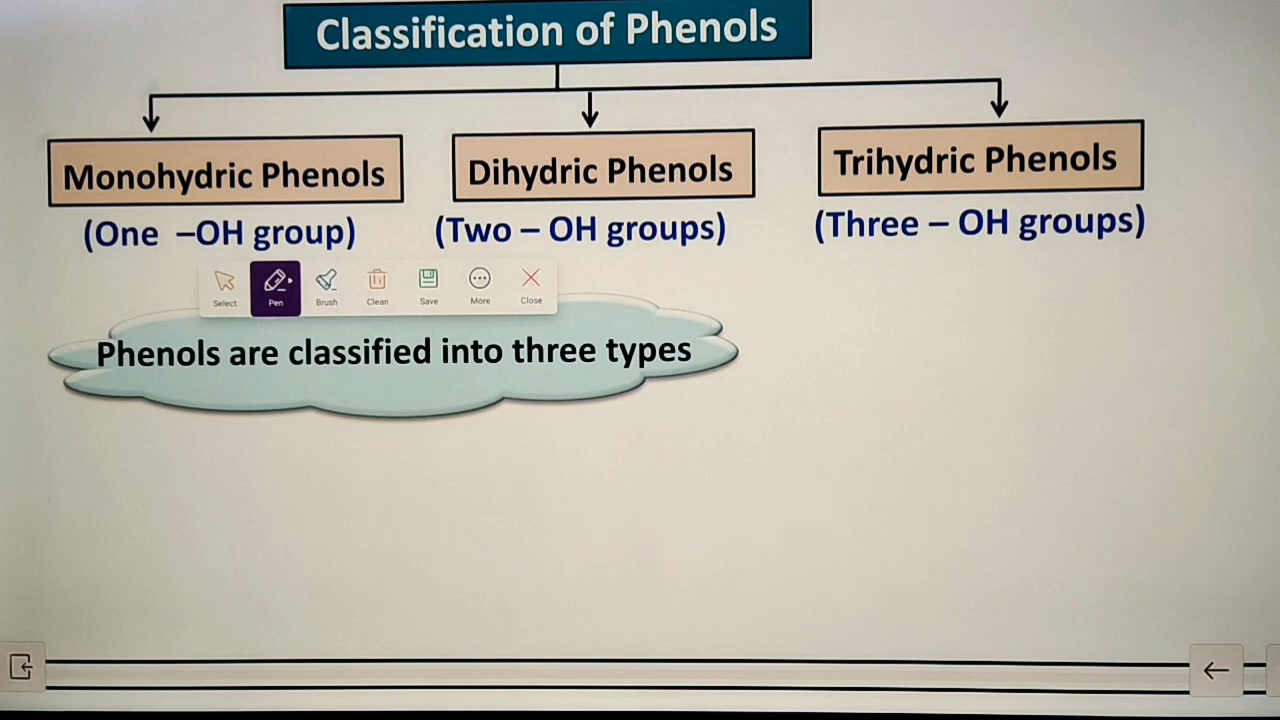 Classification of Phenols
Monohydric Phenols
Dihydric Phenols
Trihydric Phenols
(One –OH group)
(Two – OH groups)
(Three – OH groups)
Select
Pen
Brush
Clean
Save
More
Close
Phenols are classified into three types